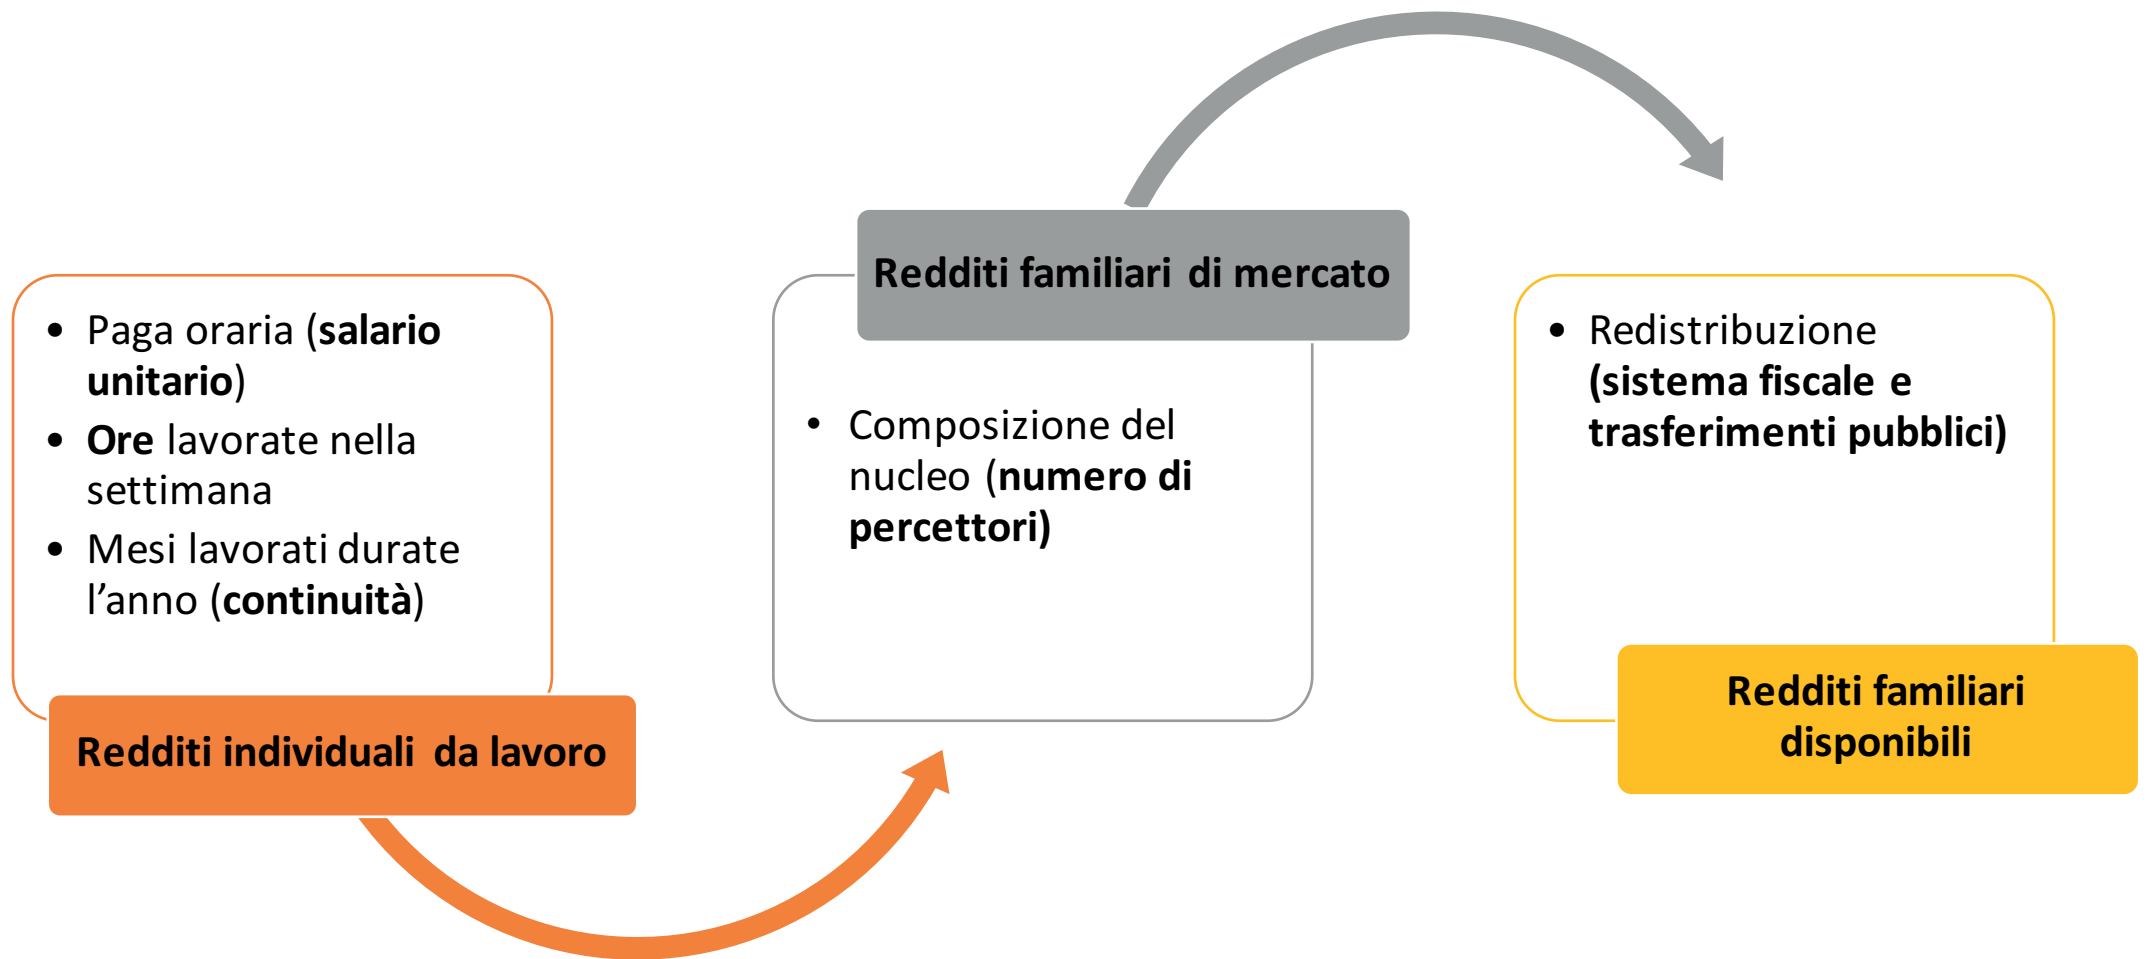 • Paga oraria (salario
unitario)
• Ore lavorate nella
settimana
• Mesi lavorati durate
l’anno (continuità)
Redditi individuali da lavoro
Redditi familiari di mercato
• Composizione del
nucleo (numero di
percettori)
• Redistribuzione
(sistema fiscale e
trasferimenti pubblici)
Redditi familiari
disponibili